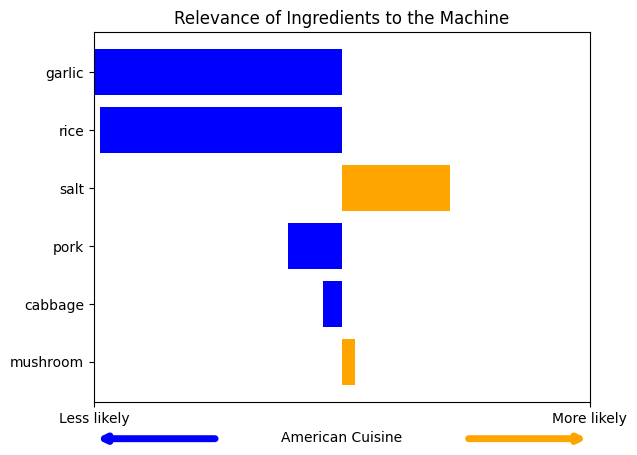 Relevance of Ingredients to the Machine
garlic
rice
salt
pork
cabbage
mushroom
Less likely
More likely
American Cuisine